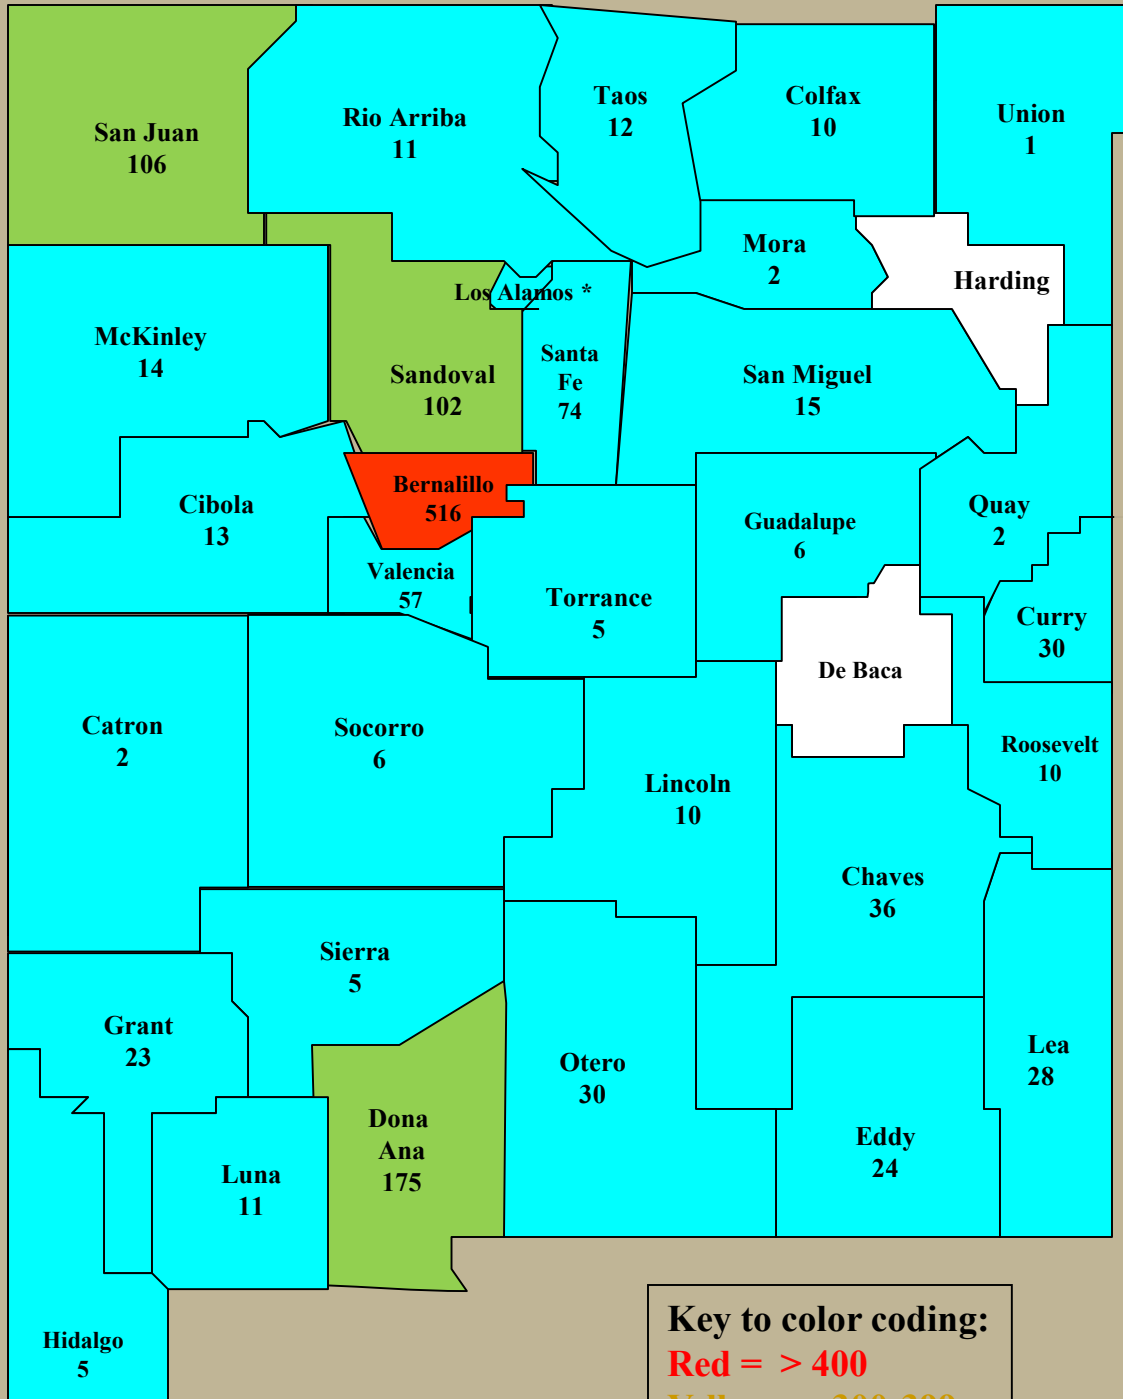 San Juan
106
Rio Arriba
11
Taos
12
Colfax
10
Union
1
Mora
2
Harding
Los Alamos *
McKinley
14
Sandoval
102
Santa
Fe
74
San Miguel
15
Cibola
13
Bernalillo
516
Guadalupe
6
Quay
2
Valencia
57
Torrance
5
Curry
30
De Baca
Catron
2
Socorro
6
Lincoln
10
Roosevelt
10
Chaves
36
Sierra
5
Grant
23
Otero
30
Lea
28
Dona
Ana
175
Eddy
24
Luna
11
Hidalgo
5
Key to color coding:
Red = > 400